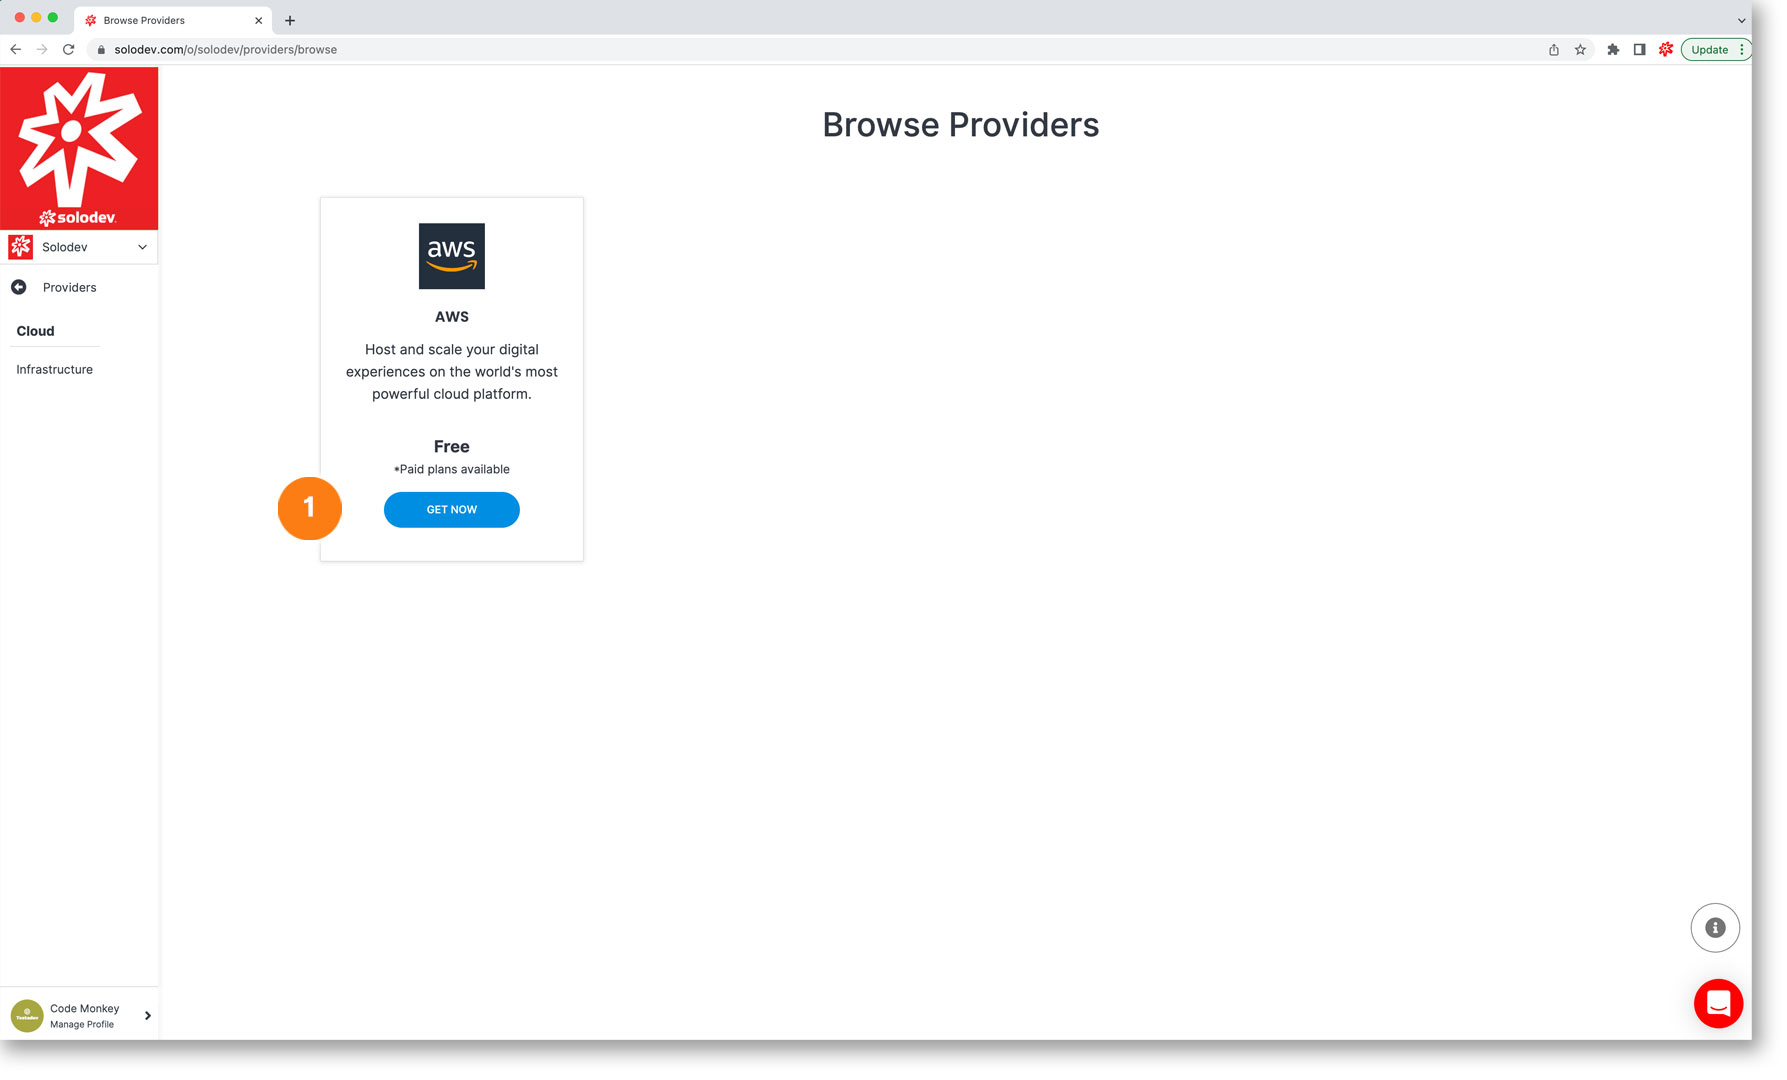 Browse Providers
solodev.com/o/solodev/providers/browse
Update
solodev
Solodev
Providers
Cloud
Infrastructure
Browse Providers
aws
AWS
Host and scale your digital
experiences on the world's most
powerful cloud platform.
Free
*Paid plans available
1
GET NOW
Code Monkey
Manage Profile